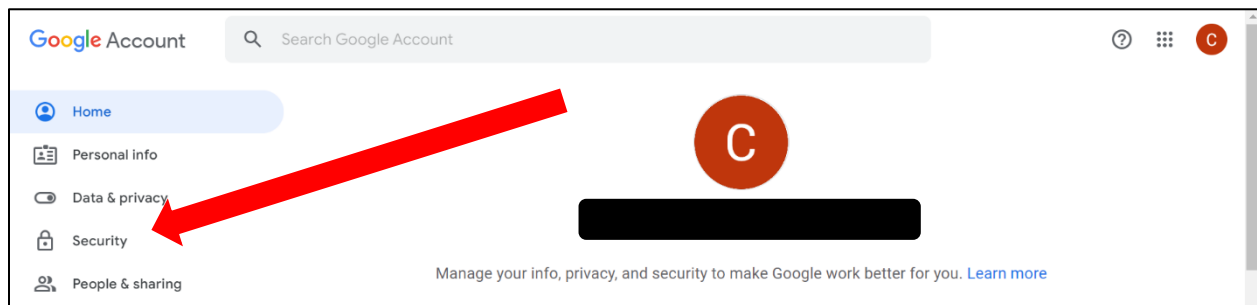 Google Account
Search Google Account
C
Home
Personal info
Data & privacy
Security
People & sharing
C
Manage your info, privacy, and security to make Google work better for you. Learn more